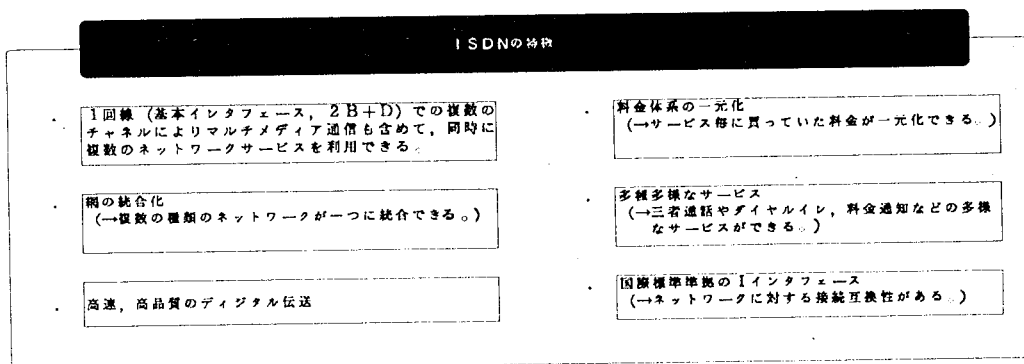 ISDNの特徴
1回線(基本インタフェース,2B+D)での複数の
チャネルによりマルチメディア通信も含めて,同時に
複数のネットワークサービスを利用できる。
網の統合化
(→複数の種類のネットワークが一つに統合できる。)
高速,高品質のディジタル伝送
料金体系の一元化
(→サービス毎に買っていた料金が一元化できる。)
多種多様なサービス
(→三者通話やダイヤルイン,料金通知などの多様
なサービスができる。)
国際標準準拠のIインタフェース
(→ネットワークに対する接続互換性がある。)